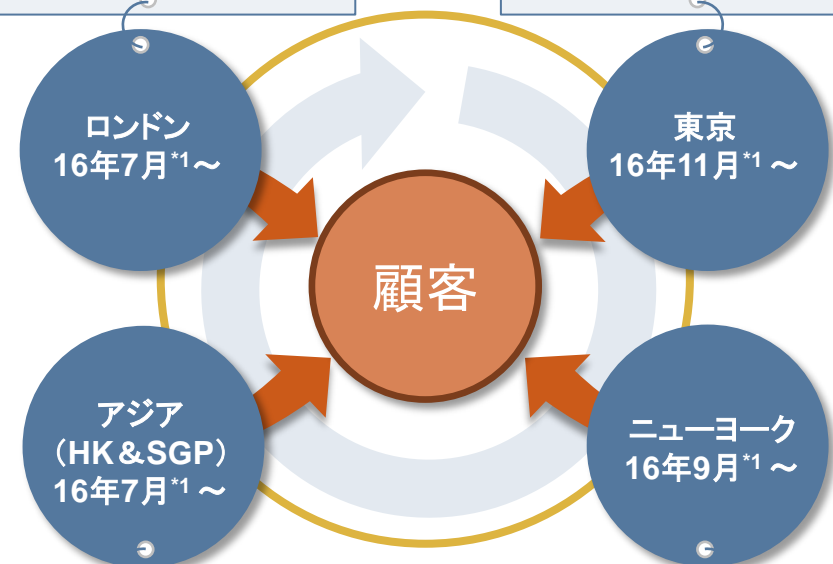 ロンドン
16年7月*1～
東京
16年11月*1～
顧客
アジア
（HK＆SGP）
16年7月*1～
ニューヨーク
16年9月*1～